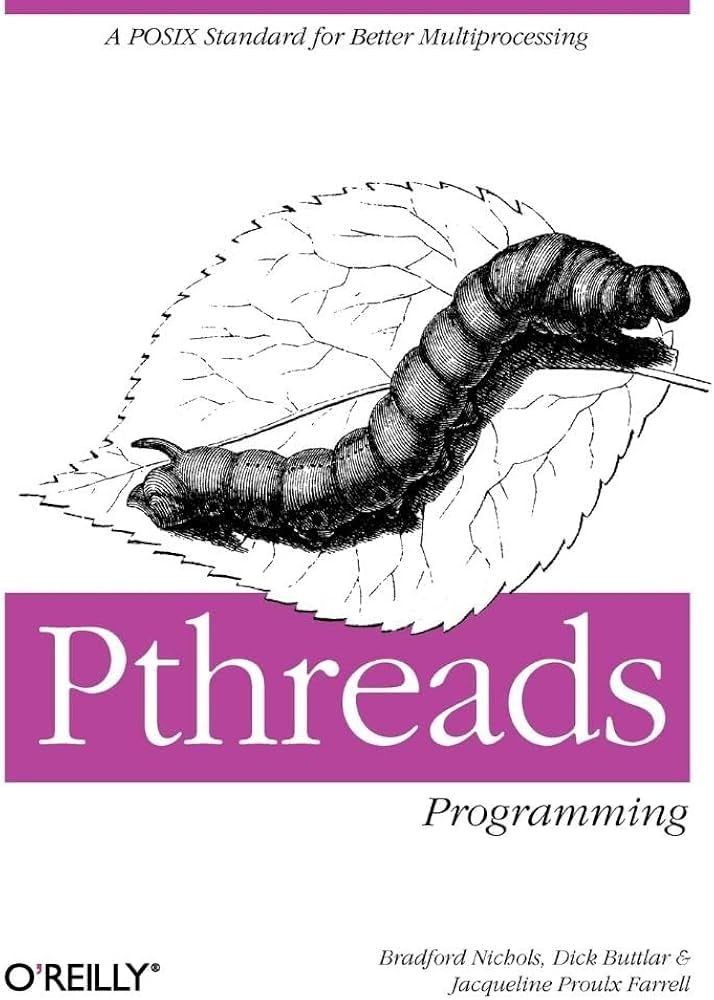 A POSIX Standard for Better Multiprocessing
Pthreads
Programming
Bradford Nichols, Dick Buttlar &
Jacqueline Proulx Farrell
O'REILLY®